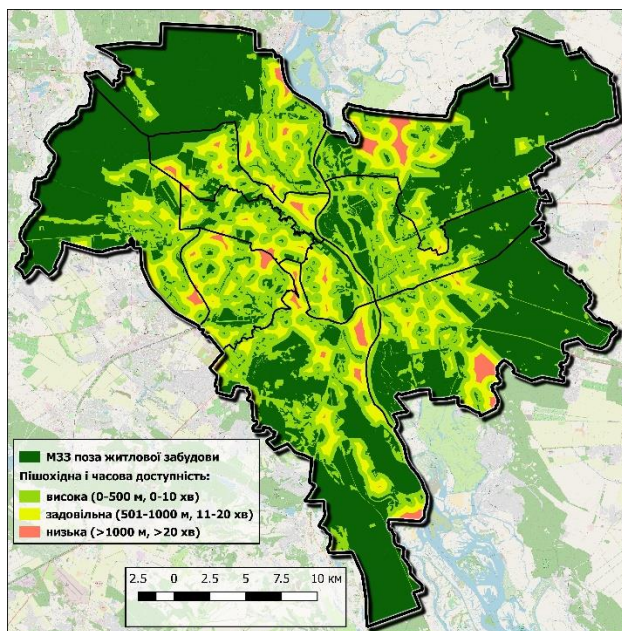 МЗЗ поза житлової забудови
Пішохідна і часова доступність:
висока (0-500 м, 0-10 хв)
задовільна (501-1000 м, 11-20 хв)
низька (>1000 м, >20 хв)
2.5 0 2.5 5 7.5 10 км